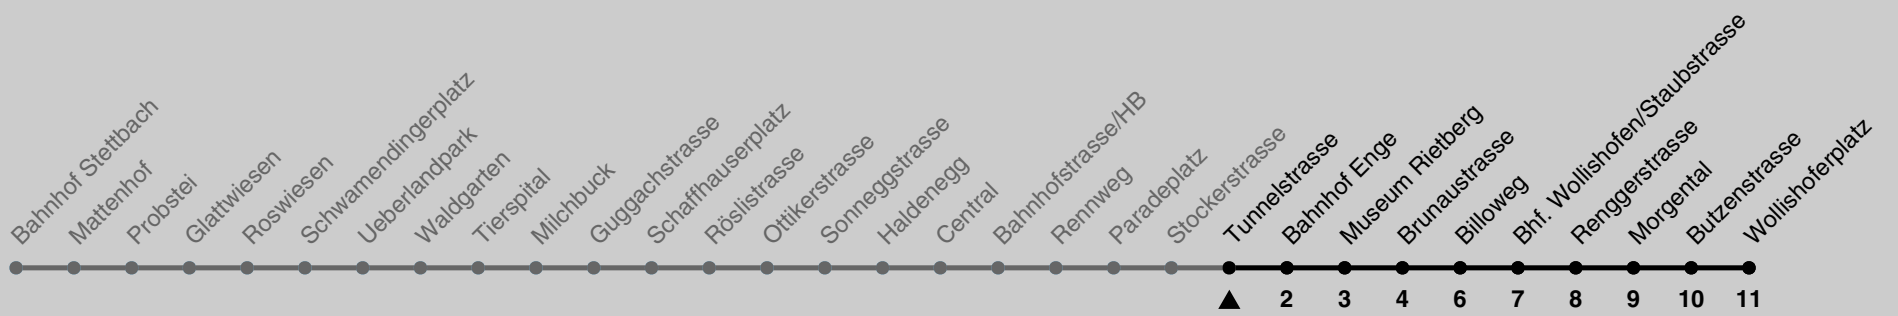 Bahnhof Stettbach
Mattenhof
Probstei
Glattwiesen
Roswiesen
Schwamendingerplatz
Ueberlandpark
Waldgarten
Tierspital
Milchbuck
Guggachstrasse
Schaffhauserplatz
Röslistrasse
Ottikerstrasse
Sonneggstrasse
Haldenegg
Central
Bahnhofstrasse/HB
Rennweg
Paradeplatz
Stockerstrasse
Tunnelstrasse
Bahnhof Enge
Museum Rietberg
Brunaustrasse
Billoweg
Bhf. Wollishofen/Staubstrasse
Renggerstrasse
Morgental
Butzenstrasse
Wollishoferplatz
2 3 4 6 7 8 9 10 11